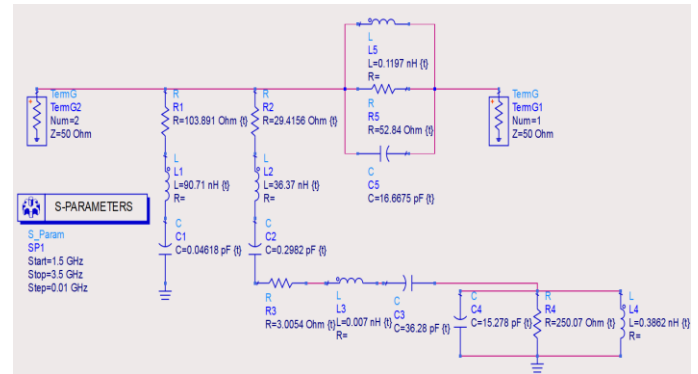 L
L5
L=0.1197 nH {t}
R=
R
R5
R=52.84 Ohm {t}
C
C5
C=16.6675 pF {t}
TermG
TermG2
Num=2
Z=50 Ohm
R
R1
R=103.891 Ohm {t}
R
R2
R=29.4156 Ohm {t}
TermG
TermG1
Num=1
Z=50 Ohm
L
L1
L=90.71 nH {t}
R=
L
L2
L=36.37 nH {t}
R=
S-PARAMETERS
S_Param
SP1
Start=1.5 GHz
Stop=3.5 GHz
Step=0.01 GHz
C
C1
C=0.04618 pF {t}
C
C2
C=0.2982 pF {t}
R
R3
R=3.0054 Ohm {t}
L
L3
L=0.007 nH {t}
R=
C
C3
C=36.28 pF {t}
C
C4
C=15.278 pF {t}
R
R4
R=250.07 Ohm {t}
L
L4
L=0.3862 nH {t}
R=